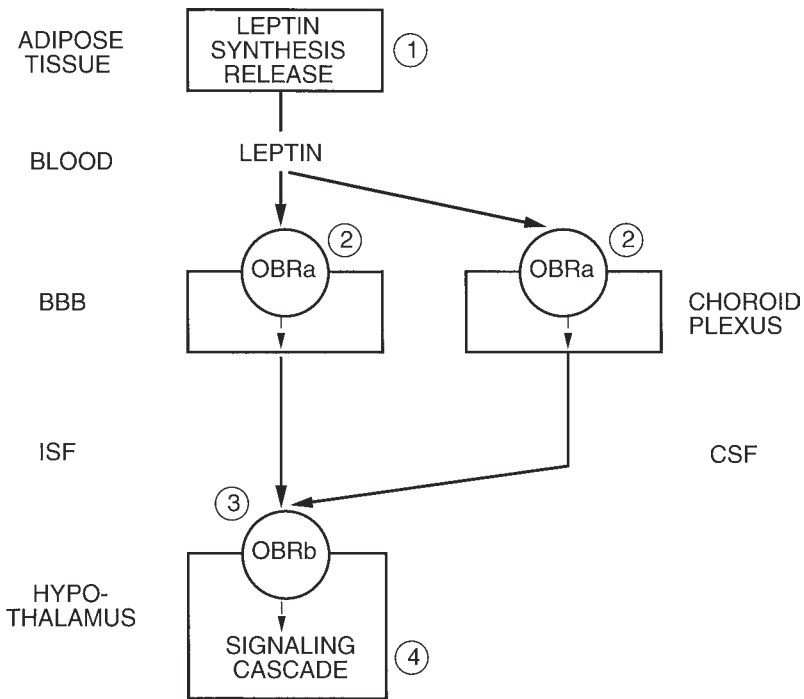 ADIPOSE
TISSUE
LEPTIN
SYNTHESIS
RELEASE
1
BLOOD
LEPTIN
2
2
OBRa
OBRa
BBB
CHOROID
PLEXUS
ISF
CSF
3
OBRb
HYPO-
THALAMUS
SIGNALING
CASCADE
4